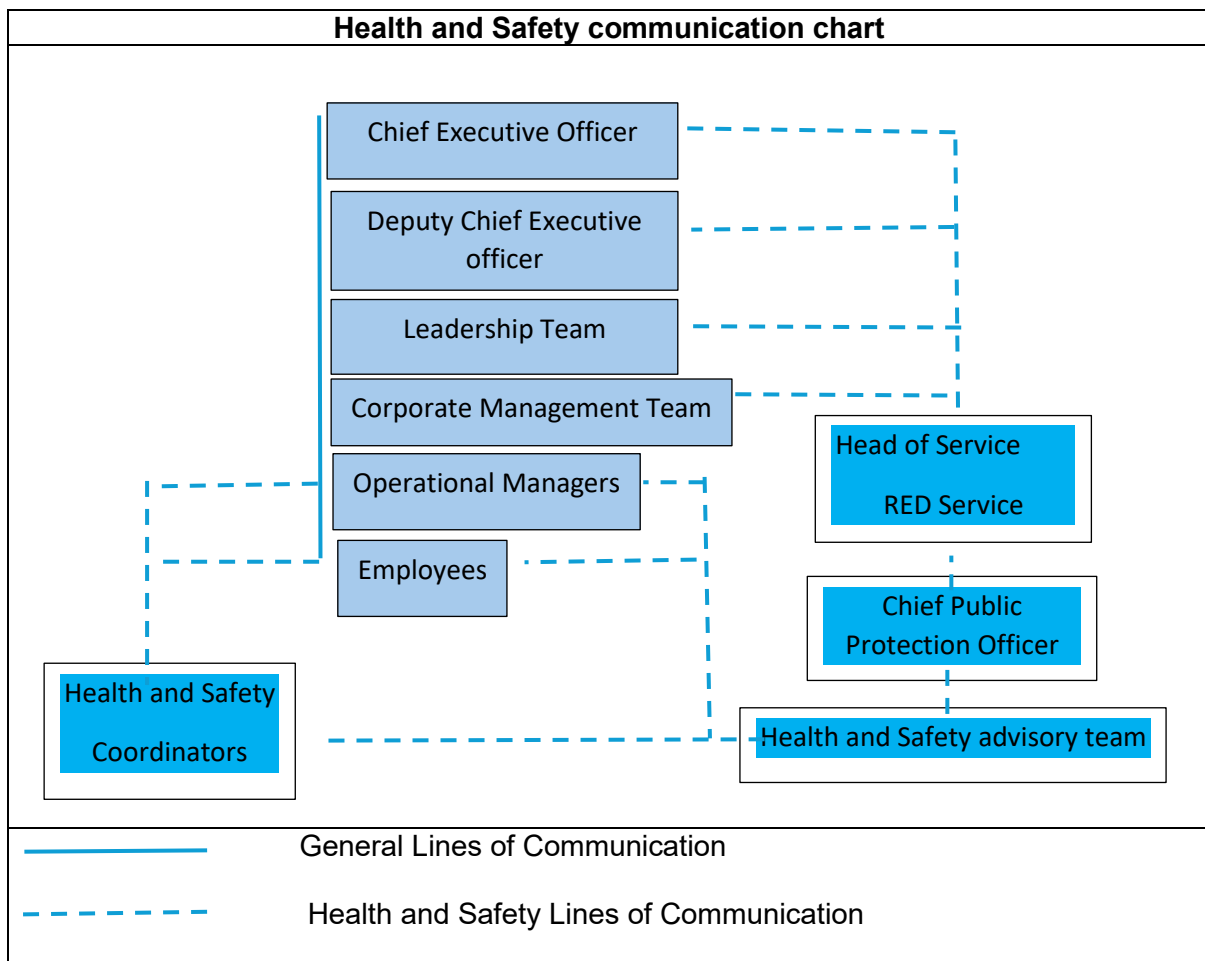 Health and Safety communication chart
Chief Executive Officer
Deputy Chief Executive
officer
Leadership Team
Corporate Management Team
Operational Managers
Employees
Head of Service
RED Service
Chief Public
Protection Officer
Health and Safety advisory team
Health and Safety
Coordinators
General Lines of Communication
Health and Safety Lines of Communication